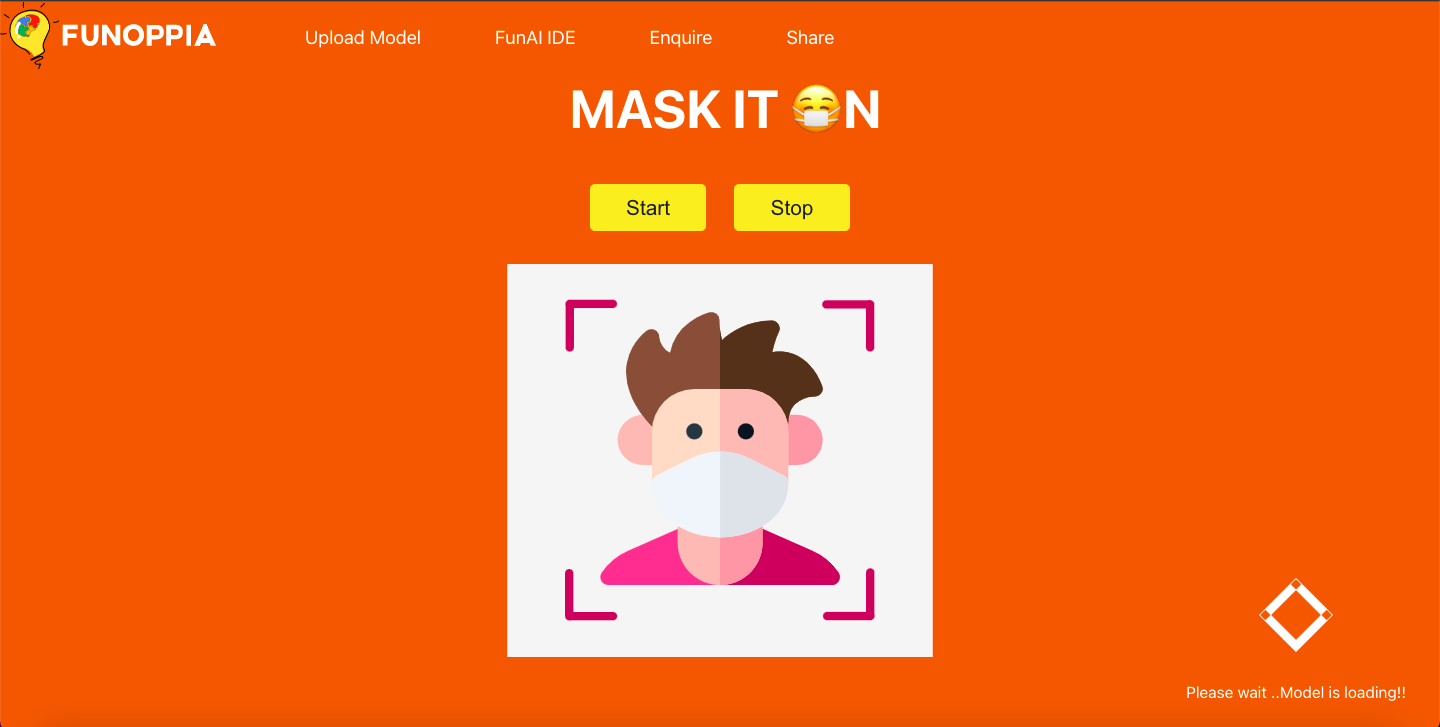 FUNOPPIA
Upload Model
FunAI IDE
Enquire
Share
MASK IT 😷N
Start
Stop
Please wait ..Model is loading!!